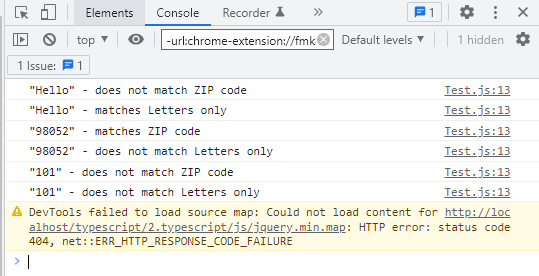 Elements Console Recorder 1
top -url:chrome-extension://fmk Default levels 1 hidden
1 Issue: 1
"Hello" - does not match ZIP code Test.js:13
"Hello" - matches Letters only Test.js:13
"98052" - matches ZIP code Test.js:13
"98052" - does not match Letters only Test.js:13
"101" - does not match ZIP code Test.js:13
"101" - does not match Letters only Test.js:13
DevTools failed to load source map: Could not load content for http://loc
alhost/typescript/2.typescript/js/jquery.min.map: HTTP error: status code
404, net::ERR_HTTP_RESPONSE_CODE_FAILURE
>